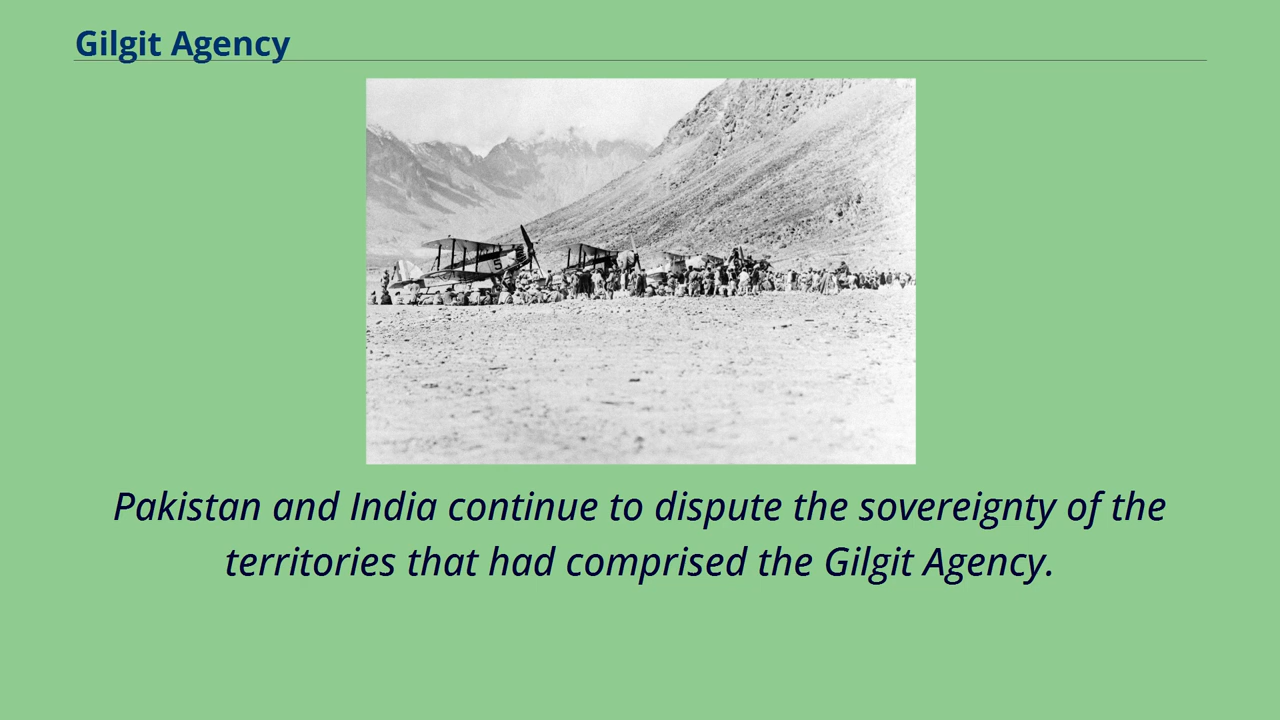 Gilgit Agency
5
Pakistan and India continue to dispute the sovereignty of the
territories that had comprised the Gilgit Agency.